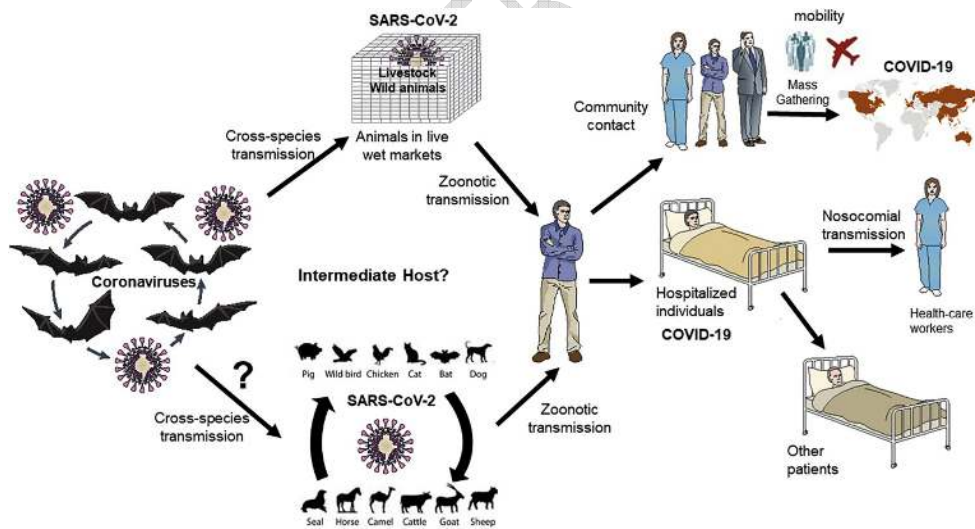 SARS-CoV-2
Livestock
Wild animals
Animals in live
wet markets
Cross-species
transmission
Zoonotic
transmission
Coronaviruses
Intermediate Host?
?
Cross-species
transmission
Pig Wild bird Chicken Cat Bat Dog
SARS-CoV-2
Seal Horse Camel Cattle Goat Sheep
Zoonotic
transmission
Community
contact
mobility
Mass
Gathering
COVID-19
Hospitalized
individuals
COVID-19
Nosocomial
transmission
Health-care
workers
Other
patients